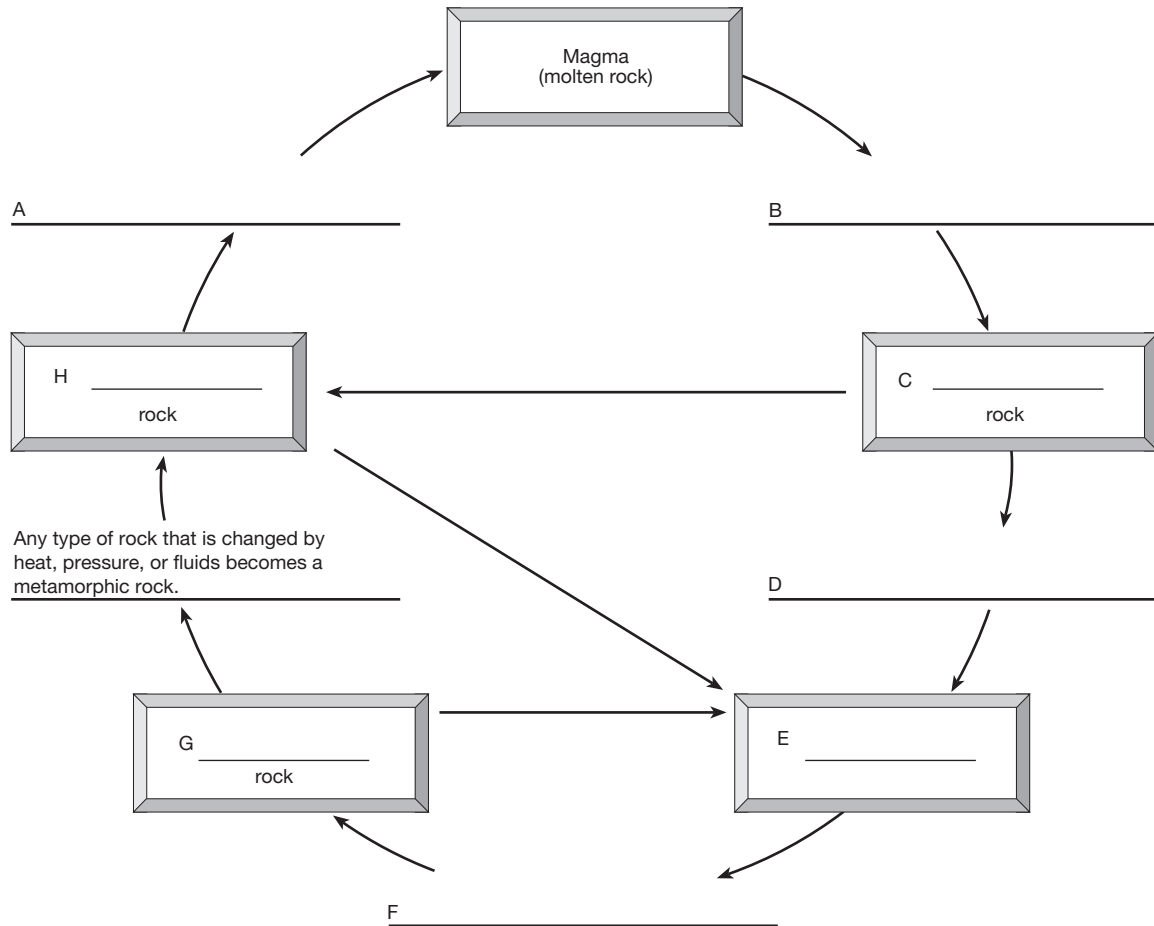 Magma
(molten rock)
A
B
H
rock
C
rock
Any type of rock that is changed by
heat, pressure, or fluids becomes a
metamorphic rock.
D
G
rock
E
F